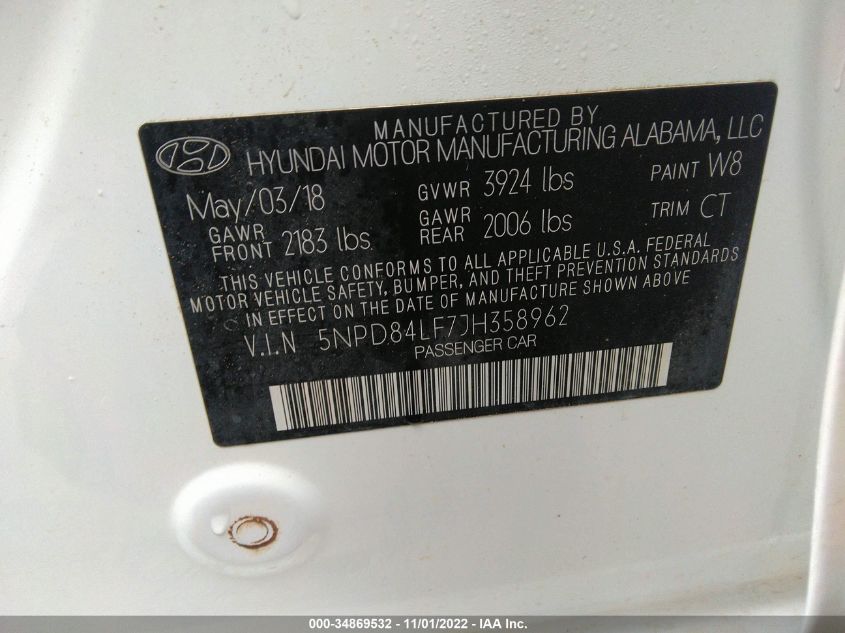 MANUFACTURED BY
HYUNDAI MOTOR MANUFACTURING ALABAMA, LLC
May/03/18 GVWR 3924 lbs PAINT W8
GAWR FRONT 2183 lbs GAWR REAR 2006 lbs TRIM CT
THIS VEHICLE CONFORMS TO ALL APPLICABLE U.S.A. FEDERAL
MOTOR VEHICLE SAFETY, BUMPER, AND THEFT PREVENTION STANDARDS
IN EFFECT ON THE DATE OF MANUFACTURE SHOWN ABOVE
V.I.N 5NPD84LF7JH358962
PASSENGER CAR
000-34869532 - 11/01/2022 - IAA Inc.